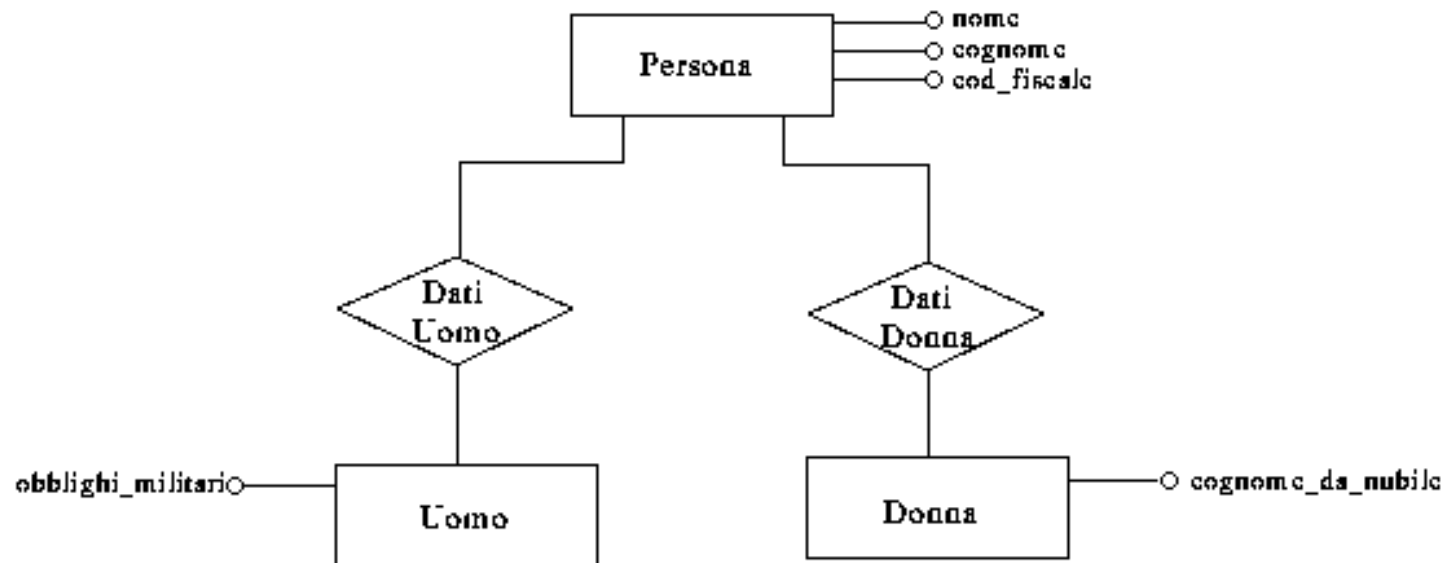 nome
cognome
cod_fiscale
Persona
Dati
Uomo
Dati
Donna
obblighi_militari
Uomo
Donna
cognome_da_nubile